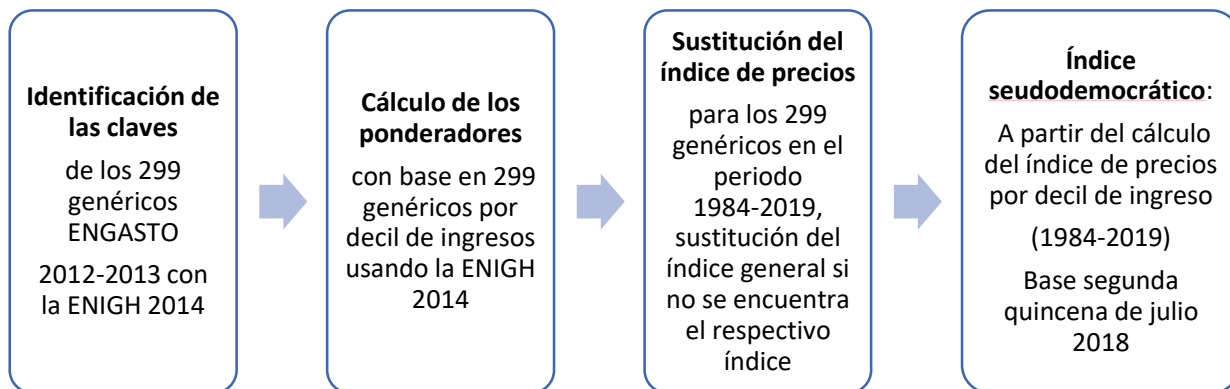 Identificación de
las claves
de los 299
genéricos
ENGASTO
2012-2013 con
la ENIGH 2014
Cálculo de los
ponderadores
con base en 299
genéricos por
decil de ingresos
usando la ENIGH
2014
Sustitución del
índice de precios
para los 299
genéricos en el
periodo
1984-2019,
sustitución del
índice general si
no se encuentra
el respectivo
índice
Índice
seudodemocrático:
A partir del cálculo
del índice de precios
por decil de ingreso
(1984-2019)
Base segunda
quincena de julio
2018